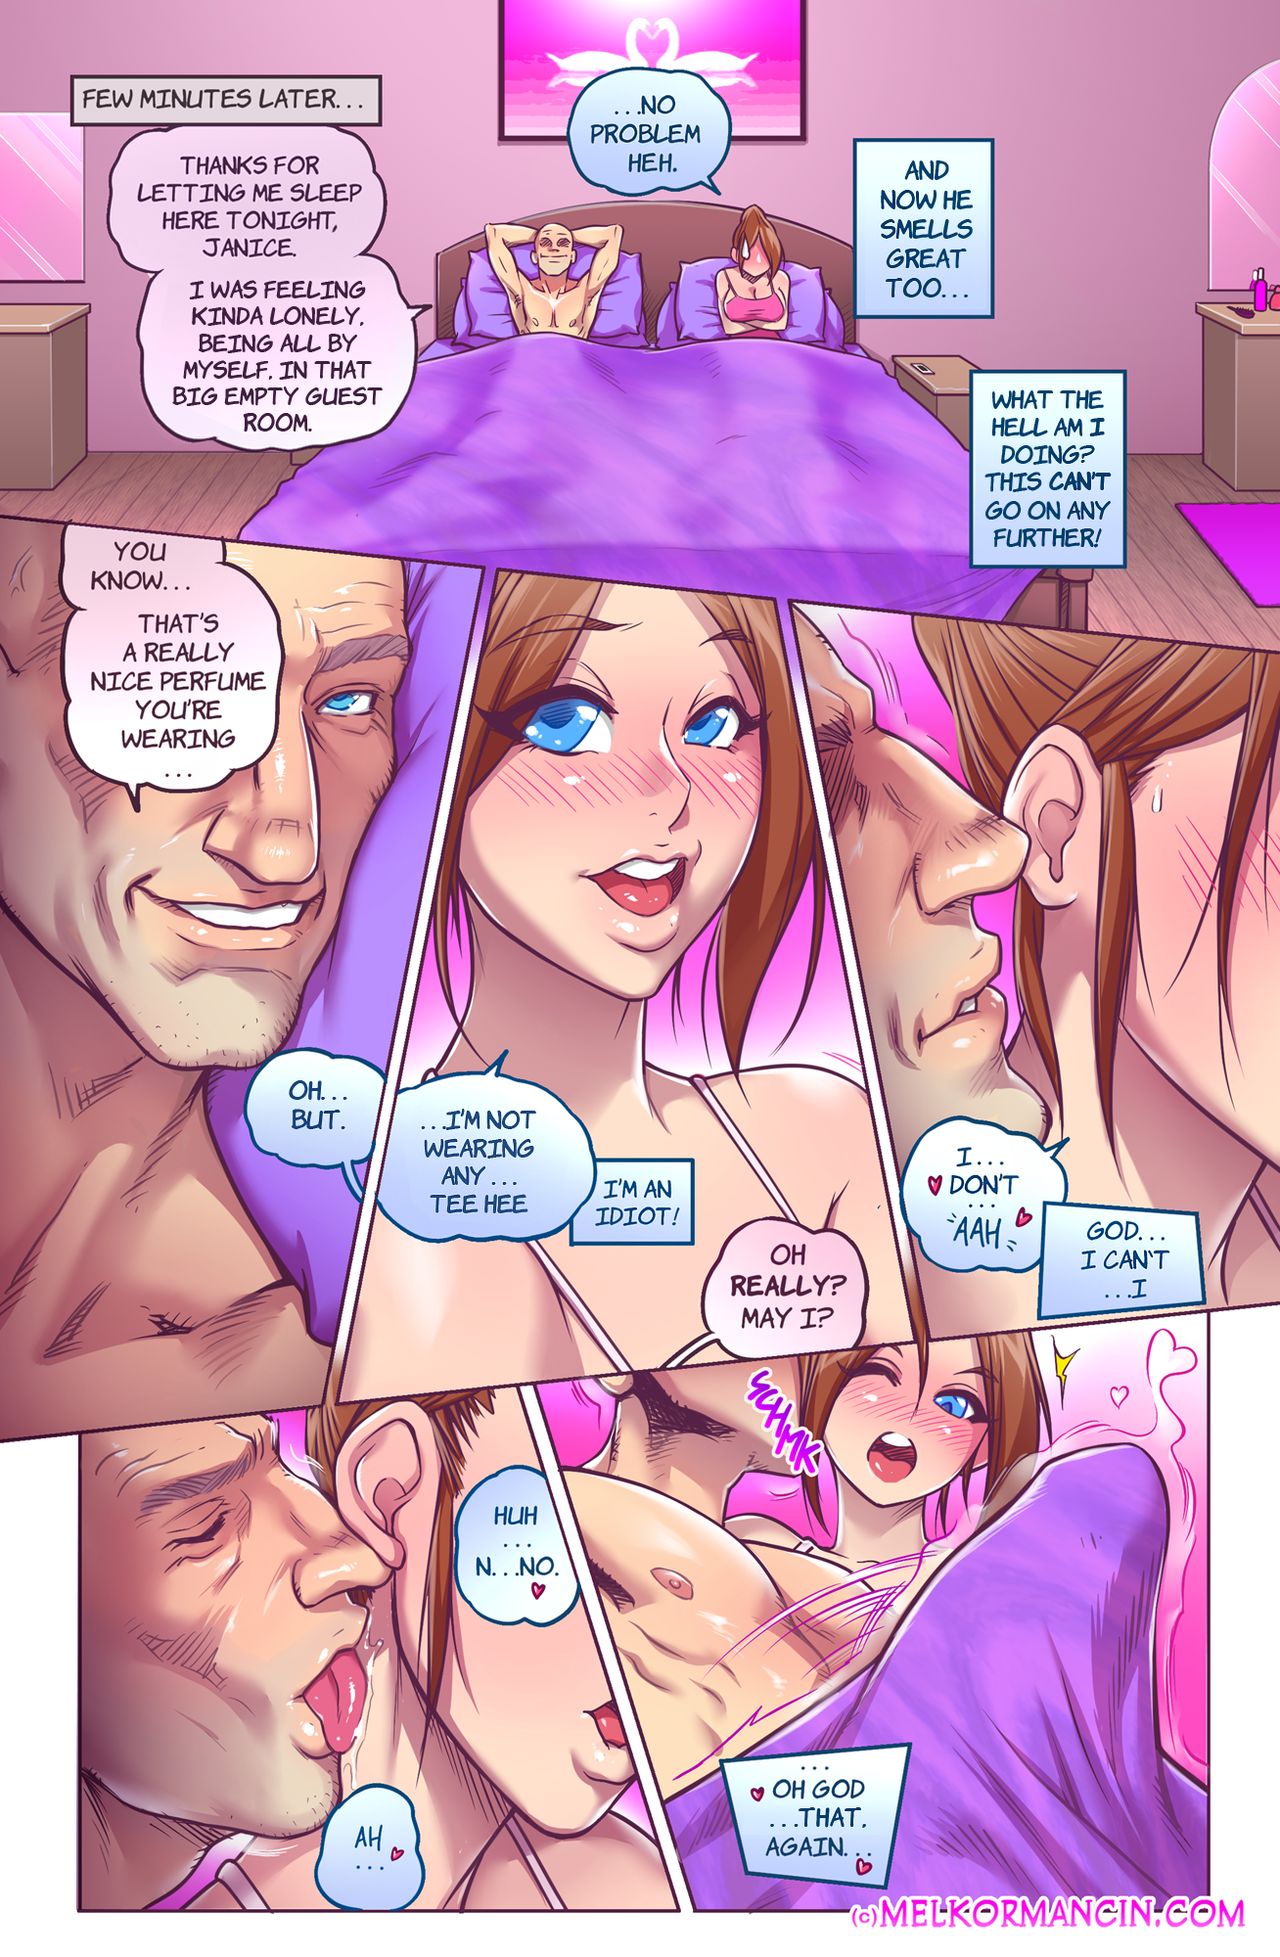 FEW MINUTES LATER...
THANKS FOR
LETTING ME SLEEP
HERE TONIGHT,
JANICE.
I WAS FEELING
KINDA LONELY,
BEING ALL BY
MYSELF, IN THAT
BIG EMPTY GUEST
ROOM.
...NO
PROBLEM
HEH.
AND
NOW HE
SMELLS
GREAT
TOO...
WHAT THE
HELL AM I
DOING?
THIS CAN'T
GO ON ANY
FURTHER!
YOU
KNOW...
THAT'S
A REALLY
NICE PERFUME
YOU'RE
WEARING
...
OH...
BUT.
...I'M NOT
WEARING
ANY ...
TEE HEE
I'M AN
IDIOT!
OH
REALLY?
MAY I?
I...
DON'T
...
AAH
GOD...
I CAN'T
...I
HUH
...
N...NO.
AH
...
SCHMK
...
OH GOD
...THAT,
AGAIN...
(c)MELKORMANCIN.COM